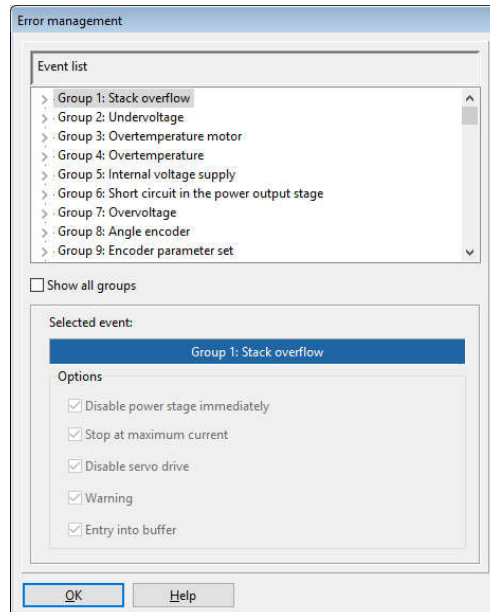 Error management
Event list
Group 1: Stack overflow
Group 2: Undervoltage
Group 3: Overtemperature motor
Group 4: Overtemperature
Group 5: Internal voltage supply
Group 6: Short circuit in the power output stage
Group 7: Overvoltage
Group 8: Angle encoder
Group 9: Encoder parameter set
Show all groups
Selected event:
Group 1: Stack overflow
Options
Disable power stage immediately
Stop at maximum current
Disable servo drive
Warning
Entry into buffer
OK Help